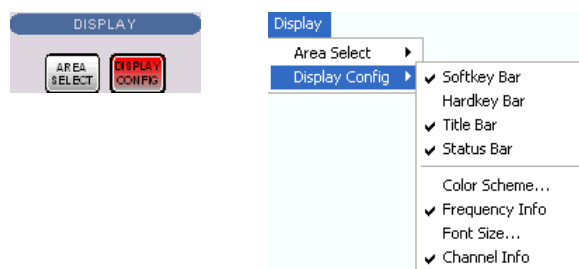 DISPLAY
AREA
SELECT
DISPLAY
CONFIG
Display
Area Select
Display Config
Softkey Bar
Hardkey Bar
Title Bar
Status Bar
Color Scheme...
Frequency Info
Font Size...
Channel Info